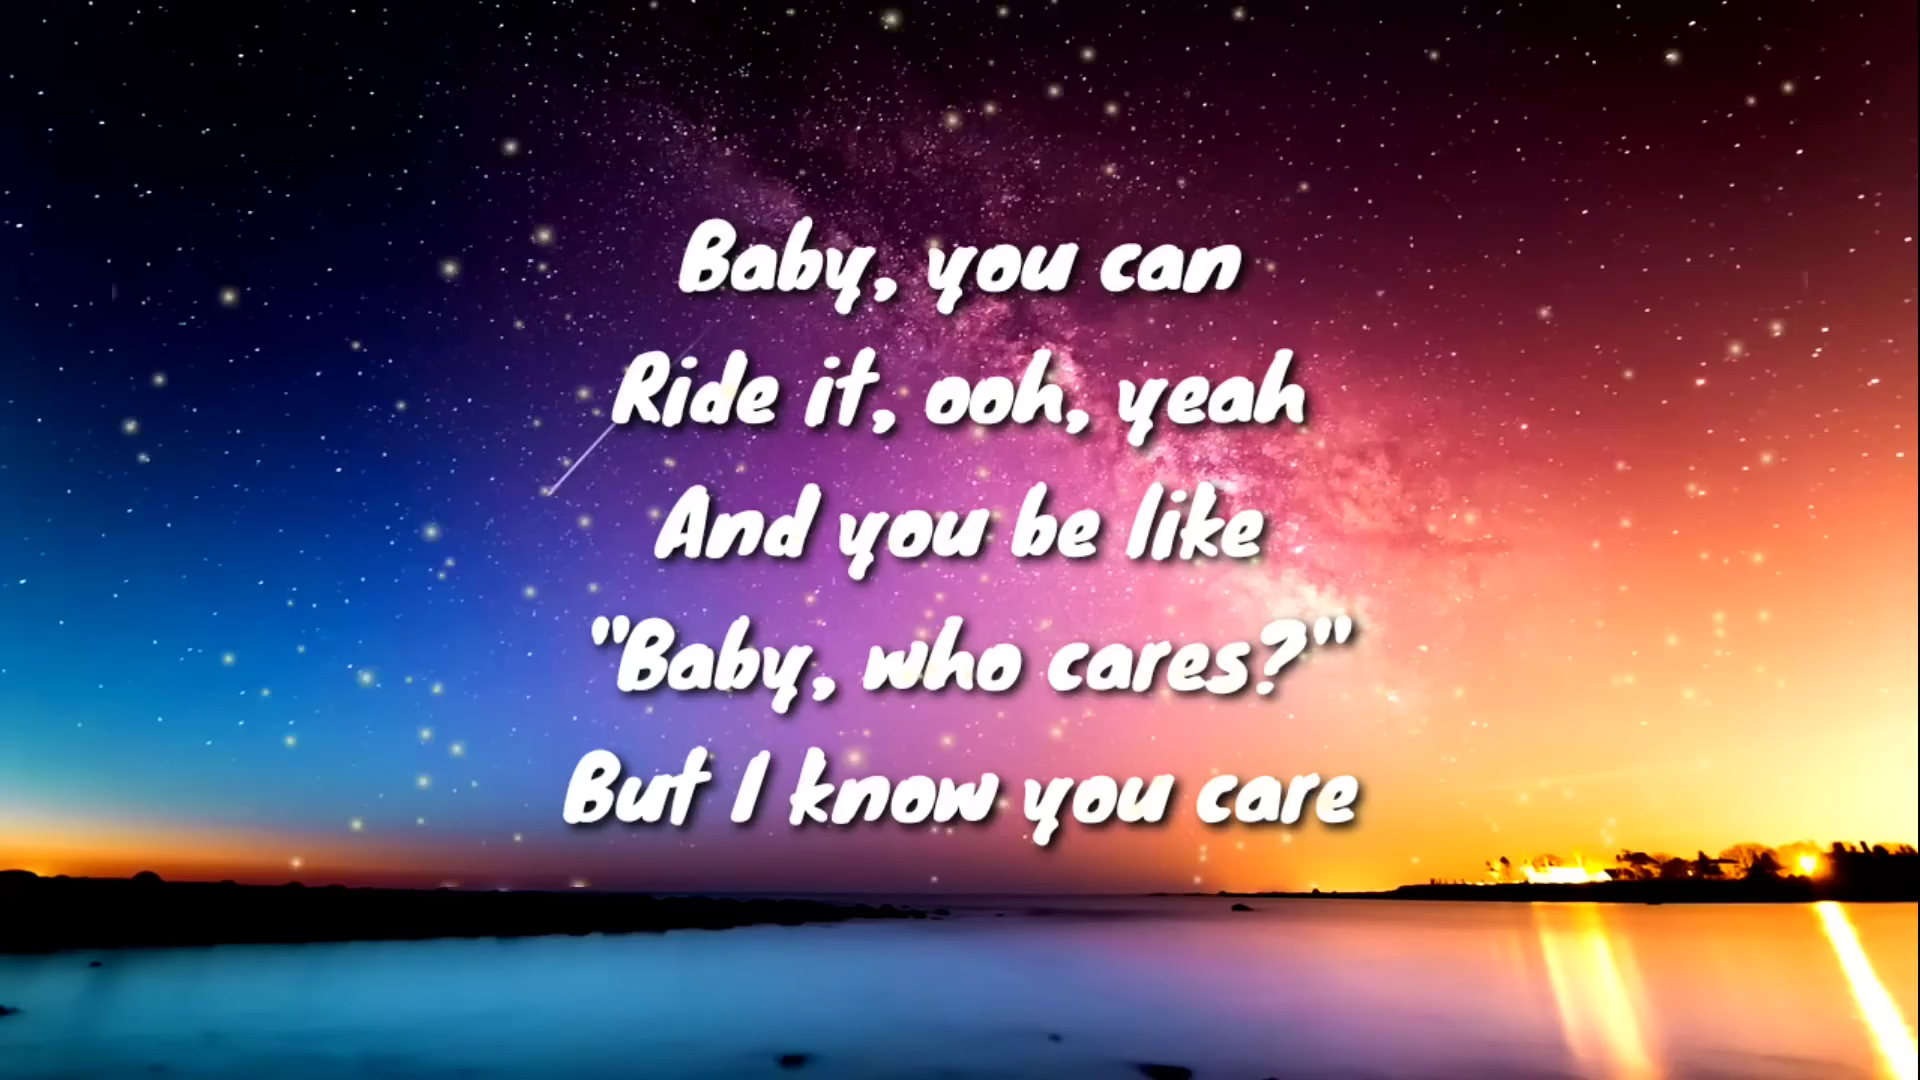 Baby, you can
Ride it, ooh, yeah
And you be like
"Baby, who cares?"
But I know you care